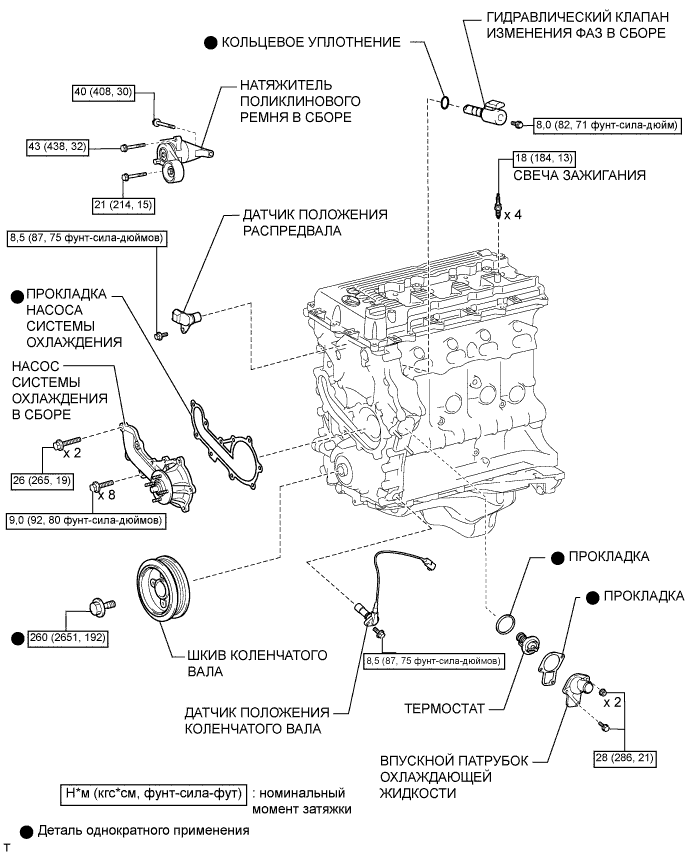 ГИДРАВЛИЧЕСКИЙ КЛАПАН
ИЗМЕНЕНИЯ ФАЗ В СБОРЕ
КОЛЬЦЕВОЕ УПЛОТНЕНИЕ
40 (408, 30)
НАТЯЖИТЕЛЬ
ПОЛИКЛИНОВОГО
РЕМНЯ В СБОРЕ
8,0 (82, 71 фунт-сила-дюйм)
43 (438, 32)
18 (184, 13)
СВЕЧА ЗАЖИГАНИЯ
21 (214, 15)
x 4
ДАТЧИК ПОЛОЖЕНИЯ
РАСПРЕДВАЛА
8,5 (87, 75 фунт-сила-дюймов)
ПРОКЛАДКА
НАСОСА
СИСТЕМЫ
ОХЛАЖДЕНИЯ
НАСОС
СИСТЕМЫ
ОХЛАЖДЕНИЯ
В СБОРЕ
x 2
26 (265, 19)
x 8
9,0 (92, 80 фунт-сила-дюймов)
ПРОКЛАДКА
ПРОКЛАДКА
260 (2651, 192)
ШКИВ КОЛЕНЧАТОГО
ВАЛА
8,5 (87, 75 фунт-сила-дюймов)
ДАТЧИК ПОЛОЖЕНИЯ
КОЛЕНЧАТОГО ВАЛА
ТЕРМОСТАТ
x 2
28 (286, 21)
ВПУСКНОЙ ПАТРУБОК
ОХЛАЖДАЮЩЕЙ
ЖИДКОСТИ
Н*м (кгс*см, фунт-сила-фут) : номинальный
момент затяжки
Деталь однократного применения
T